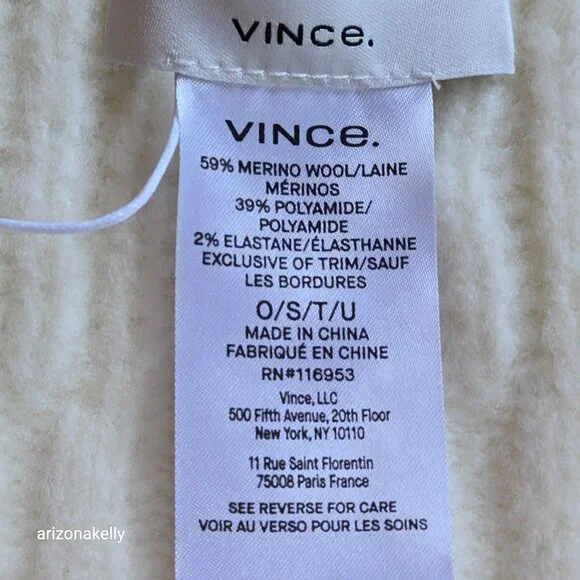 VINCe.
VINCe.
59% MERINO WOOL/LAINE
MÉRINOS
39% POLYAMIDE/
POLYAMIDE
2% ELASTANE/ÉLASTHANNE
EXCLUSIVE OF TRIM/SAUF
LES BORDURES
O/S/T/U
MADE IN CHINA
FABRIQUÉ EN CHINE
RN#116953
Vince, LLC
500 Fifth Avenue, 20th Floor
New York, NY 10110
11 Rue Saint Florentin
75008 Paris France
SEE REVERSE FOR CARE
VOIR AU VERSO POUR LES SOINS
arizonakelly